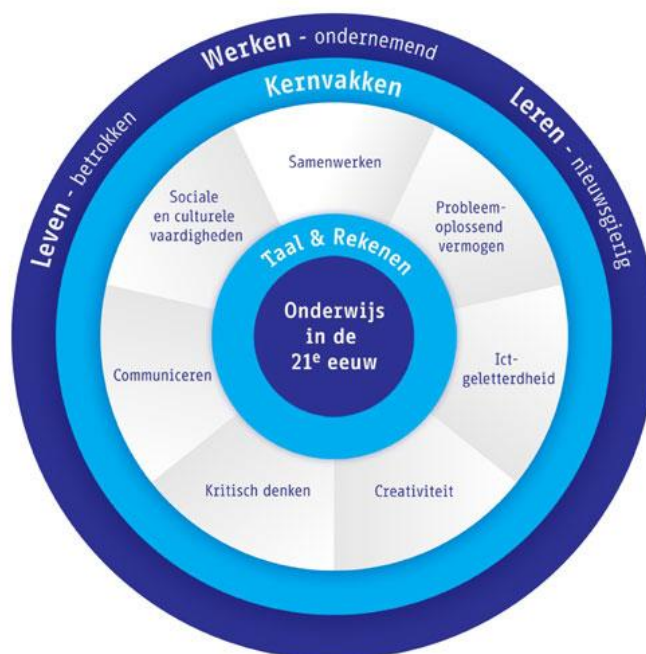 Werken - ondernemend
Leven - betrokken
Leren - nieuwsgierig
Kernvakken
Samenwerken
Probleem-
oplossend
vermogen
Ict-
geletterdheid
Creativiteit
Kritisch denken
Communiceren
Sociale
en culturele
vaardigheden
Taal & Rekenen
Onderwijs
in de
21e eeuw